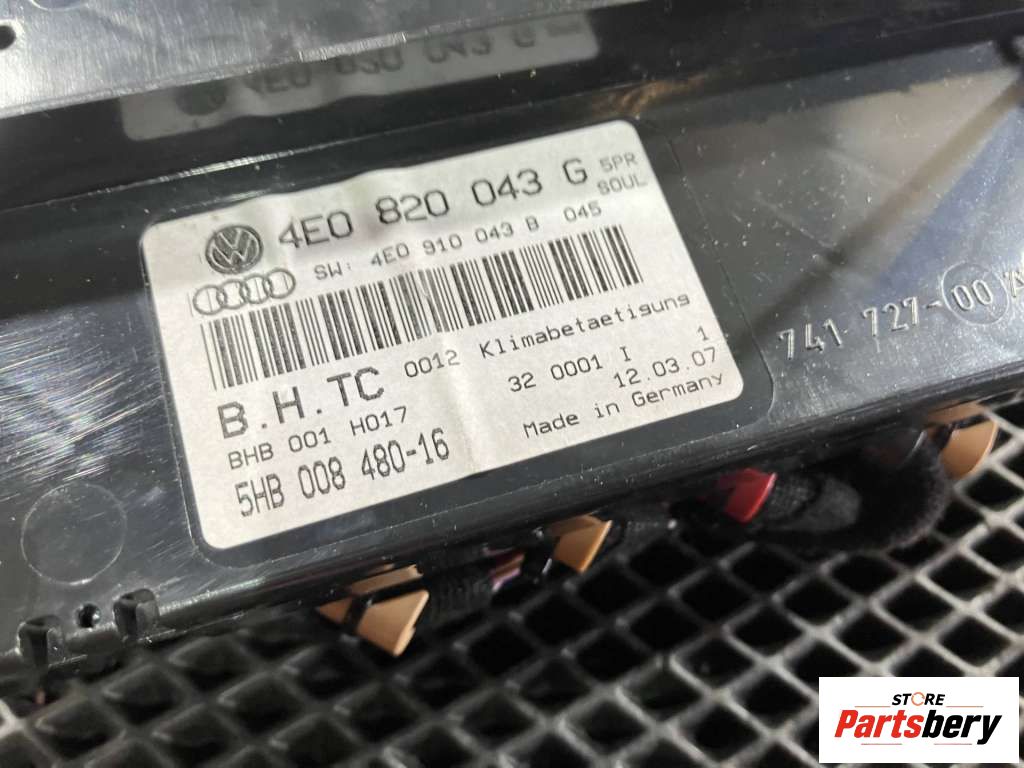 4E0 820 043 G 5PR
SOUL
SW: 4E0 910 043 B 045
B.H.TC 0012 Klimabetaetigung
32 0001 I 1
BHB 001 H017 12.03.07
5HB 008 480-16 Made in Germany
741 727-00
STORE
Partsbery